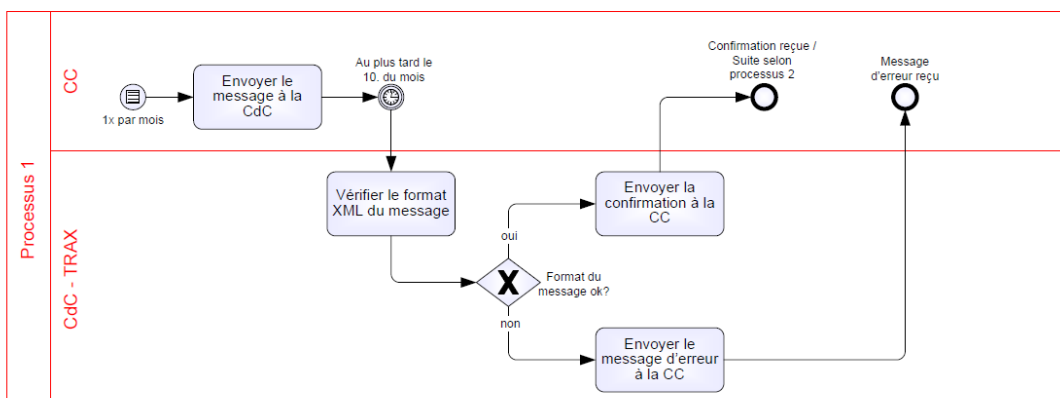 Processus 1
CC
CdC - TRAX
1x par mois
Envoyer le
message à la
CdC
Au plus tard le
10. du mois
Confirmation reçue /
Suite selon
processus 2
Message
d'erreur reçu
Vérifier le format
XML du message
Envoyer la
confirmation à la
CC
oui
X
Format du
message ok?
non
Envoyer le
message d'erreur
à la CC